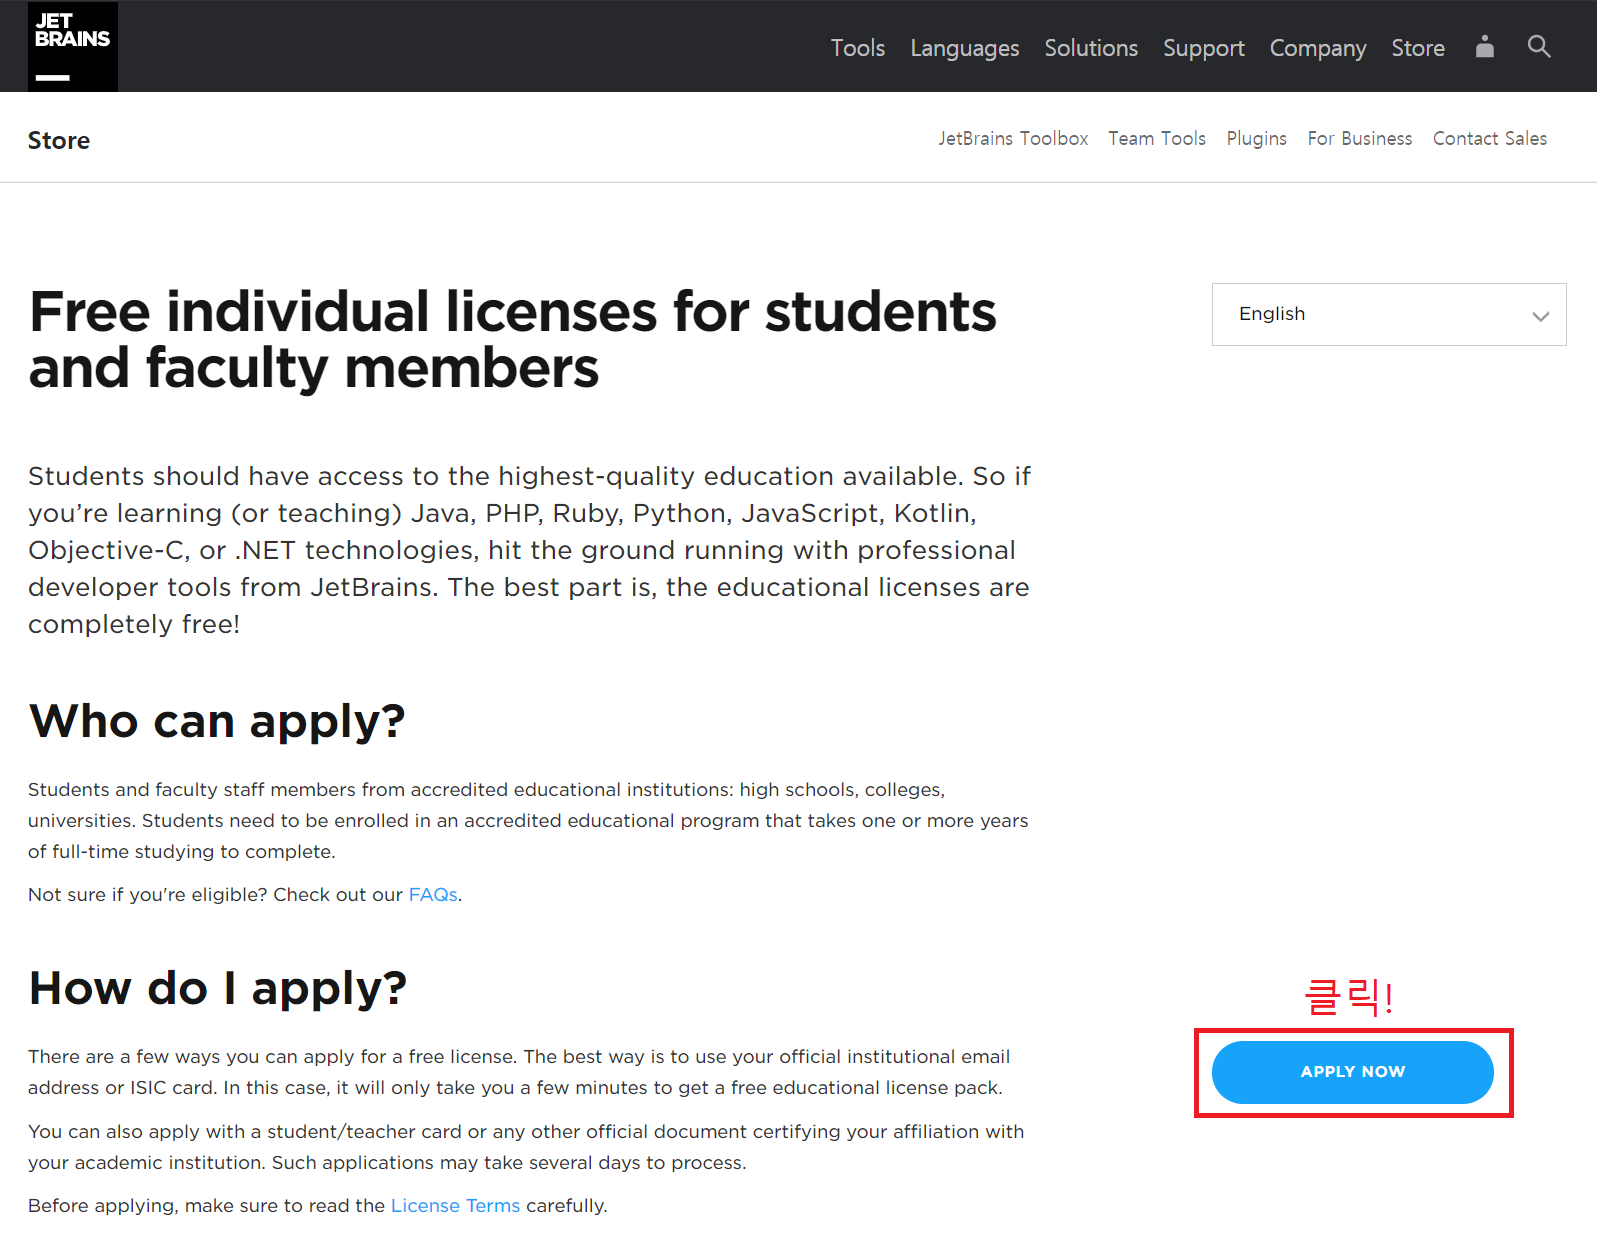 JET
BRAINS
Tools Languages Solutions Support Company Store
Store
JetBrains Toolbox Team Tools Plugins For Business Contact Sales
Free individual licenses for students
and faculty members
English
Students should have access to the highest-quality education available. So if
you’re learning (or teaching) Java, PHP, Ruby, Python, JavaScript, Kotlin,
Objective-C, or .NET technologies, hit the ground running with professional
developer tools from JetBrains. The best part is, the educational licenses are
completely free!
Who can apply?
Students and faculty staff members from accredited educational institutions: high schools, colleges,
universities. Students need to be enrolled in an accredited educational program that takes one or more years
of full-time studying to complete.
Not sure if you're eligible? Check out our FAQs.
How do I apply?
There are a few ways you can apply for a free license. The best way is to use your official institutional email
address or ISIC card. In this case, it will only take you a few minutes to get a free educational license pack.
You can also apply with a student/teacher card or any other official document certifying your affiliation with
your academic institution. Such applications may take several days to process.
Before applying, make sure to read the License Terms carefully.
클릭!
APPLY NOW